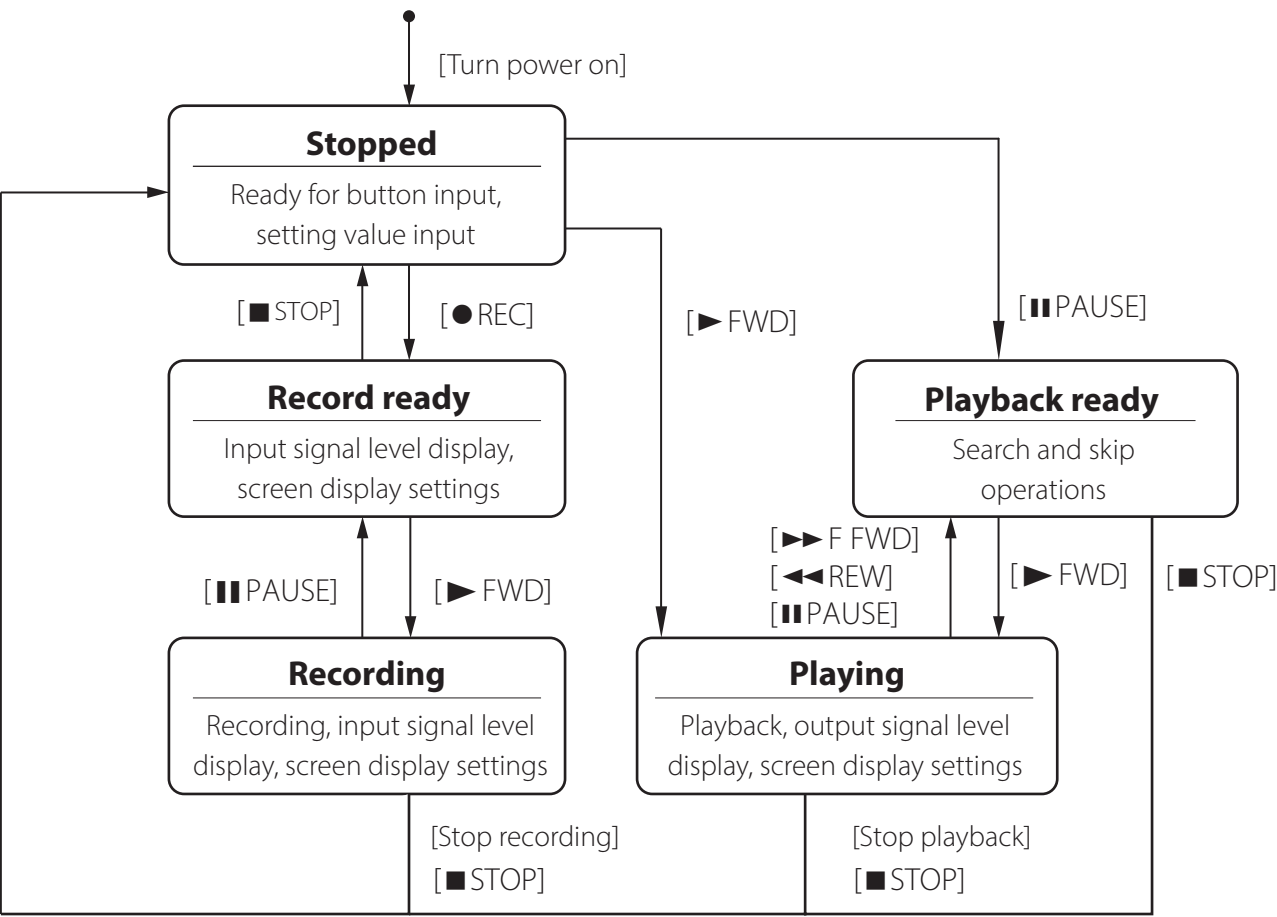 [Turn power on]
Stopped
Ready for button input,
setting value input
[■ STOP]
[● REC]
[► FWD]
[▮▮ PAUSE]
Record ready
Input signal level display,
screen display settings
Playback ready
Search and skip
operations
[▮▮ PAUSE]
[► FWD]
[►► F FWD]
[◄◄ REW]
[▮▮ PAUSE]
[► FWD]
[■ STOP]
Recording
Recording, input signal level
display, screen display settings
Playing
Playback, output signal level
display, screen display settings
[Stop recording]
[■ STOP]
[Stop playback]
[■ STOP]